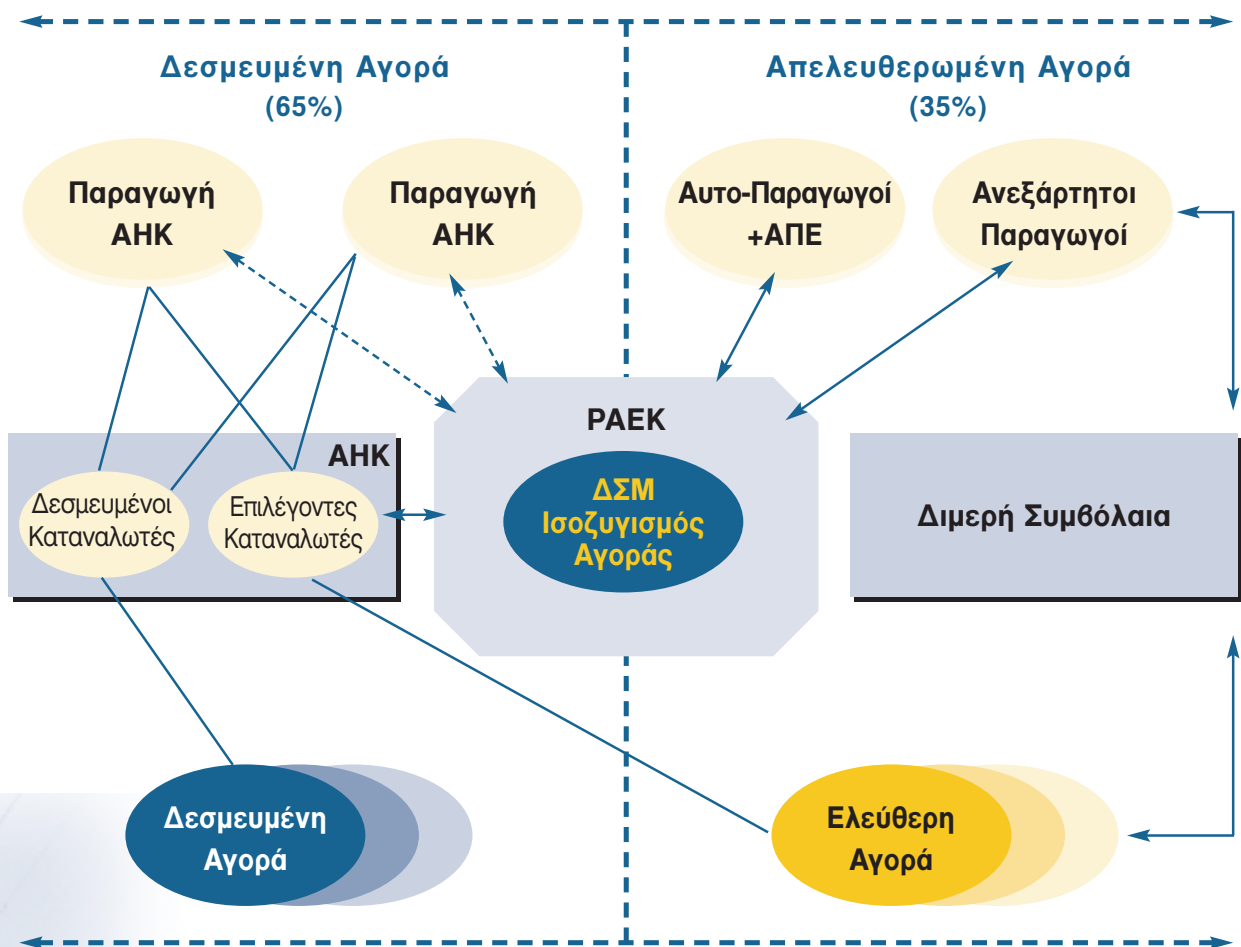 Δεσμευμένη Αγορά
(65%)
Απελευθερωμένη Αγορά
(35%)
Παραγωγή
ΑΗΚ
Παραγωγή
ΑΗΚ
Αυτο-Παραγωγοί
+ΑΠΕ
Ανεξάρτητοι
Παραγωγοί
ΑΗΚ
Δεσμευμένοι
Καταναλωτές
Επιλέγοντες
Καταναλωτές
ΡΑΕΚ
ΔΣΜ
Ισοζυγισμός
Αγοράς
Διμερή Συμβόλαια
Δεσμευμένη
Αγορά
Ελεύθερη
Αγορά